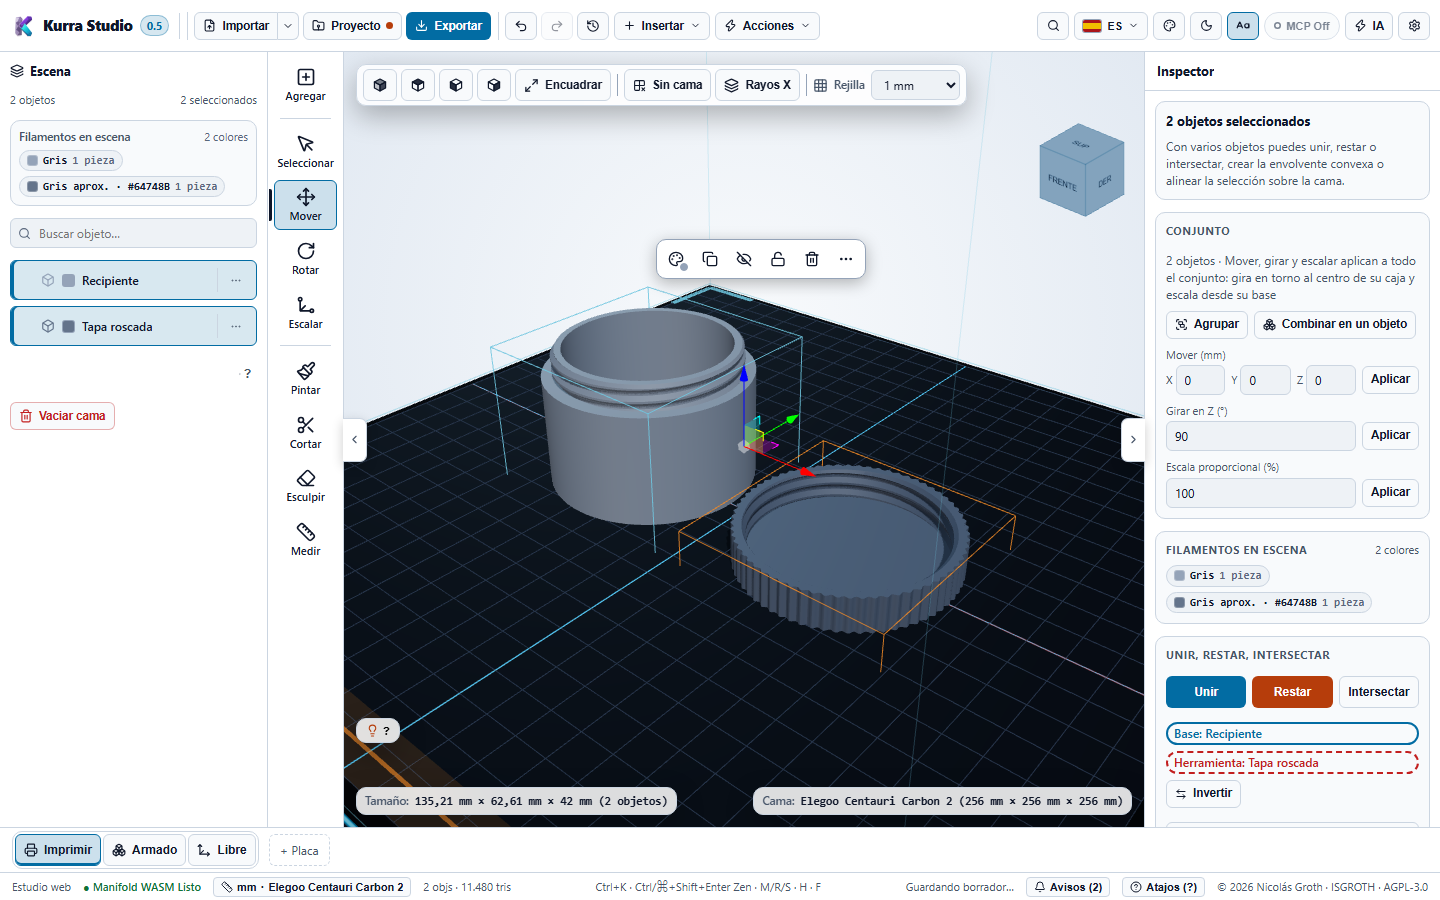 Kurra Studio 0.5
Importar
Proyecto
Exportar
Insertar
Acciones
ES
Aα
MCP Off
IA
Escena
2 objetos 2 seleccionados
Filamentos en escena 2 colores
Gris 1 pieza
Gris aprox. · #64748B 1 pieza
Buscar objeto...
Recipiente
Tapa roscada
· ?
Vaciar cama
Agregar
Seleccionar
Mover
Rotar
Escalar
Pintar
Cortar
Esculpir
Medir
Encuadrar
Sin cama
Rayos X
Rejilla
1 mm
SUP
FRENTE
DER
?
Tamaño: 135,21 mm × 62,61 mm × 42 mm (2 objetos)
Cama: Elegoo Centauri Carbon 2 (256 mm × 256 mm × 256 mm)
Inspector
2 objetos seleccionados
Con varios objetos puedes unir, restar o
intersectar, crear la envolvente convexa o
alinear la selección sobre la cama.
CONJUNTO
2 objetos · Mover, girar y escalar aplican a todo
el conjunto: gira en torno al centro de su caja y
escala desde su base
Agrupar
Combinar en un objeto
Mover (mm)
X 0 Y 0 Z 0 Aplicar
Girar en Z (°)
90 Aplicar
Escala proporcional (%)
100 Aplicar
FILAMENTOS EN ESCENA 2 colores
Gris 1 pieza
Gris aprox. · #64748B 1 pieza
UNIR, RESTAR, INTERSECTAR
Unir Restar Intersectar
Base: Recipiente
Herramienta: Tapa roscada
Invertir
Imprimir
Armado
Libre
+ Placa
Estudio web
Manifold WASM Listo
mm · Elegoo Centauri Carbon 2
2 objs · 11.480 tris
Ctrl+K · Ctrl/⌘+Shift+Enter Zen · M/R/S · H · F
Guardando borrador...
Avisos (2)
Atajos (?)
© 2026 Nicolás Groth · ISGROTH · AGPL-3.0